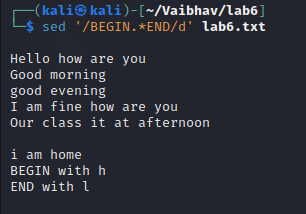 ┌──(kali㉿kali)-[~/Vaibhav/lab6]
└─$ sed '/BEGIN.*END/d' lab6.txt

Hello how are you
Good morning
good evening
I am fine how are you
Our class it at afternoon

i am home
BEGIN with h
END with l